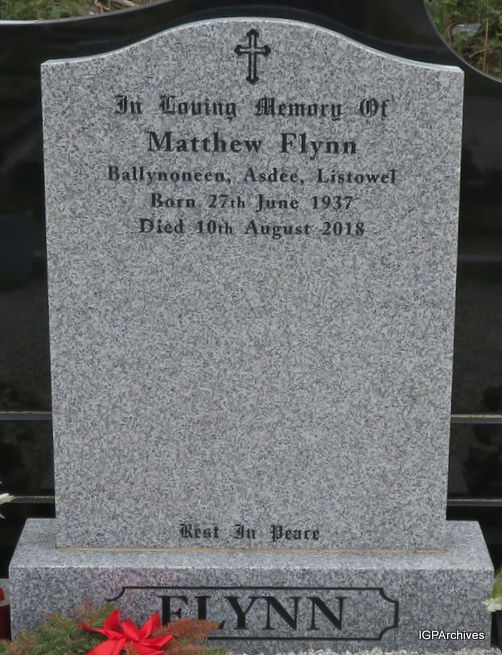 In Loving Memory Of
Matthew Flynn
Ballynoneen, Asdee, Listowel
Born 27th June 1937
Died 10th August 2018
Rest In Peace
FLYNN
IGPArchives